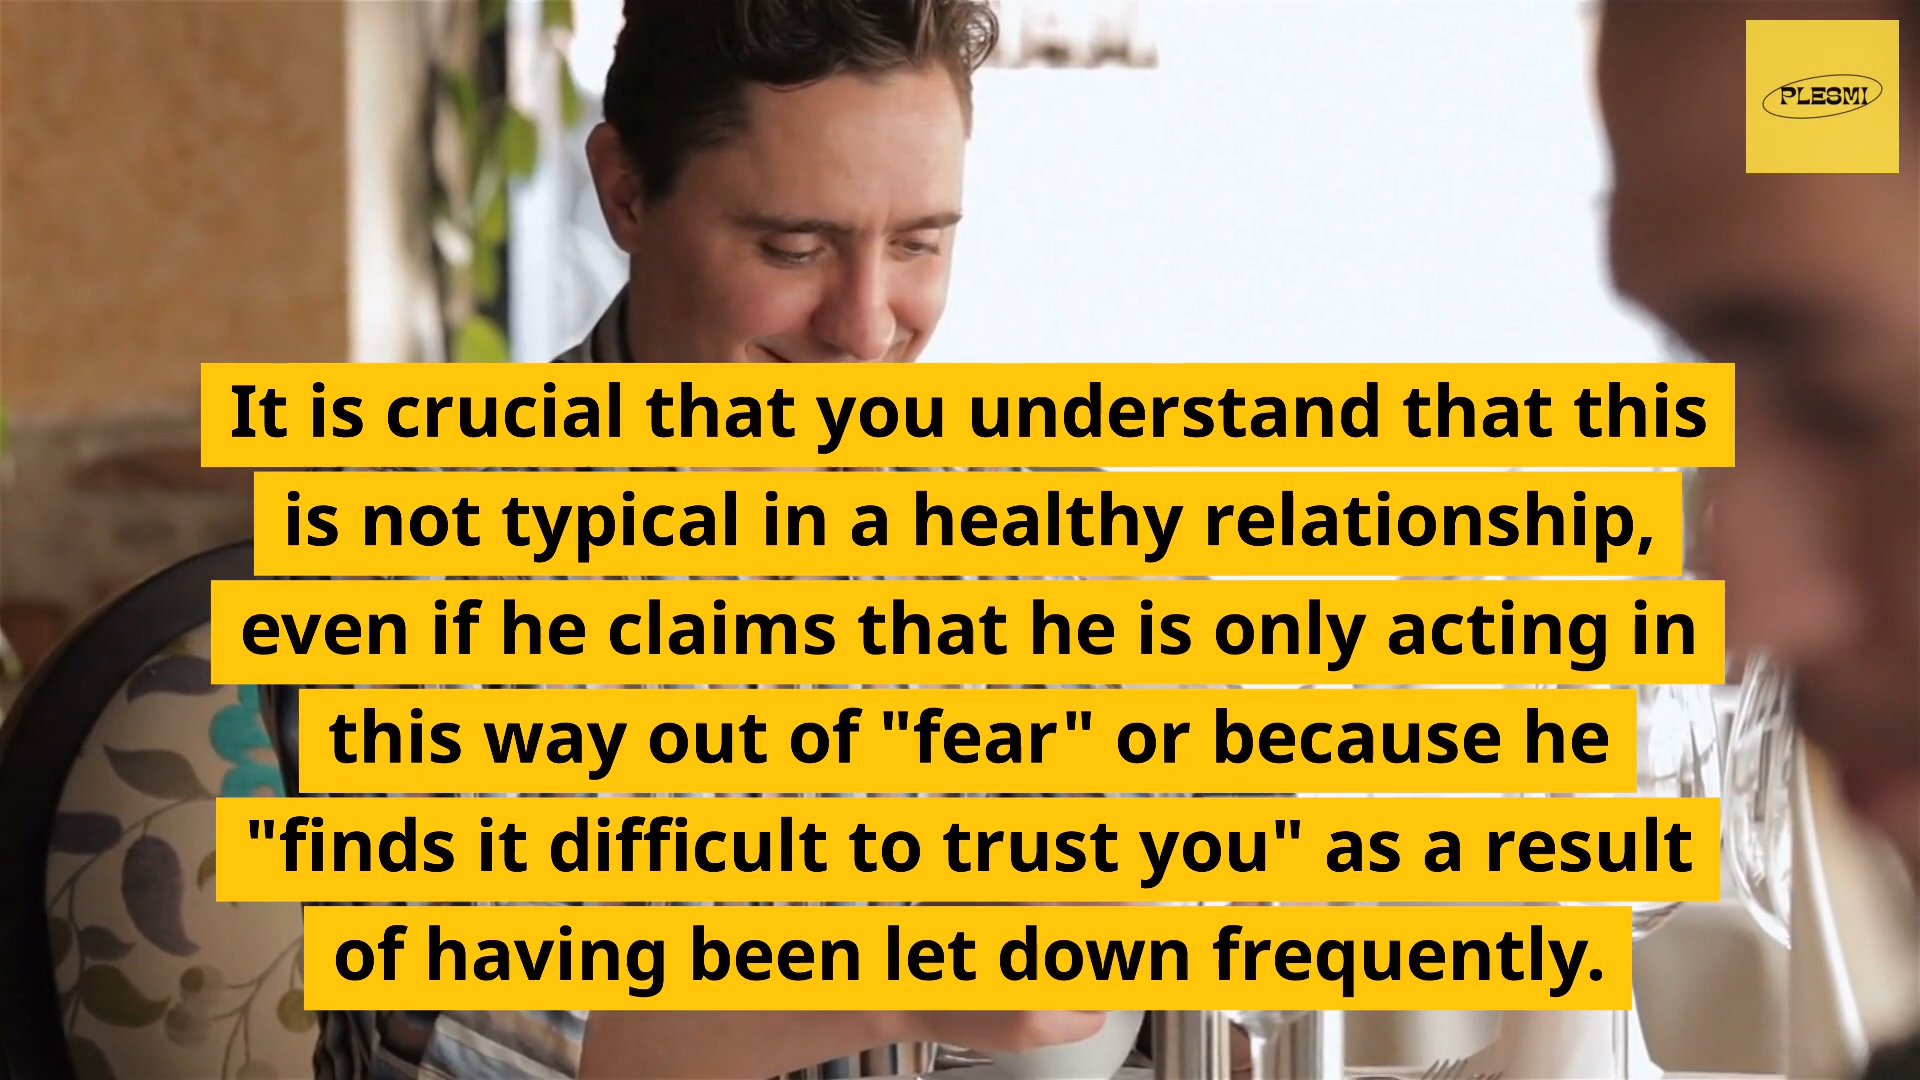 PLESMI
It is crucial that you understand that this
is not typical in a healthy relationship,
even if he claims that he is only acting in
this way out of "fear" or because he
"finds it difficult to trust you" as a result
of having been let down frequently.